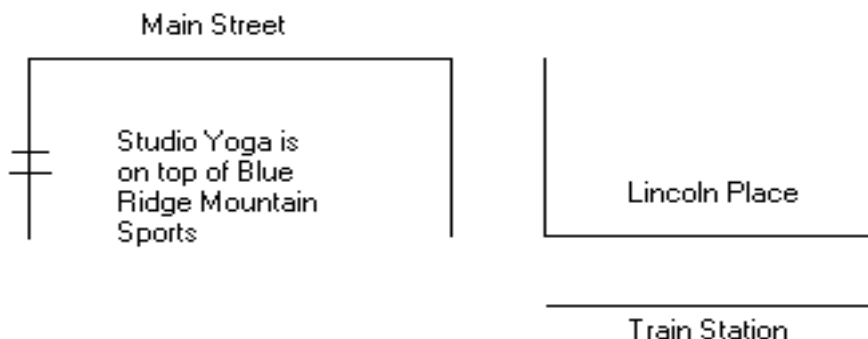 Main Street
Studio Yoga is
on top of Blue
Ridge Mountain
Sports
Lincoln Place
Train Station